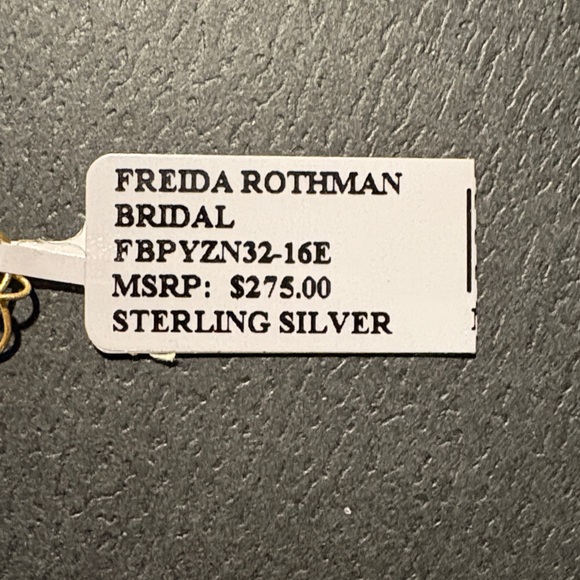 FREIDA ROTHMAN
BRIDAL
FBPYZN32-16E
MSRP: $275.00
STERLING SILVER